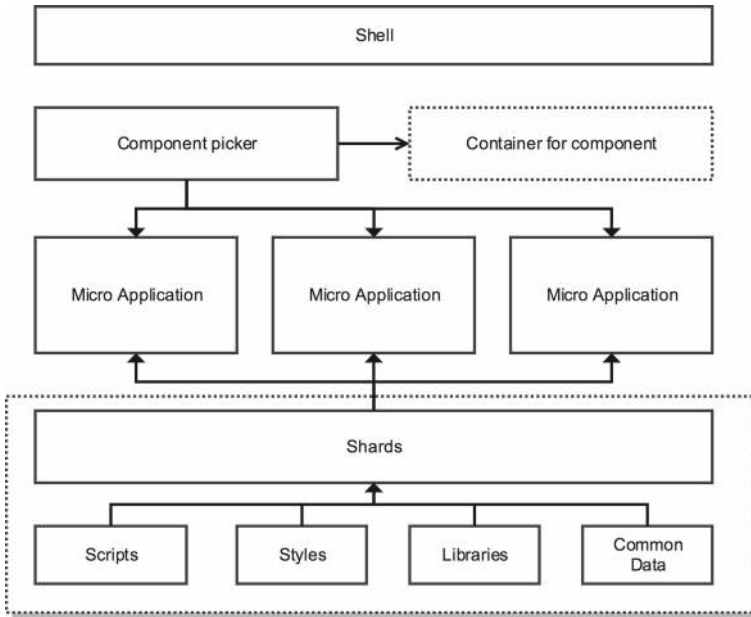 Shell
Component picker
Container for component
Micro Application
Micro Application
Micro Application
Shards
Scripts
Styles
Libraries
Common
Data